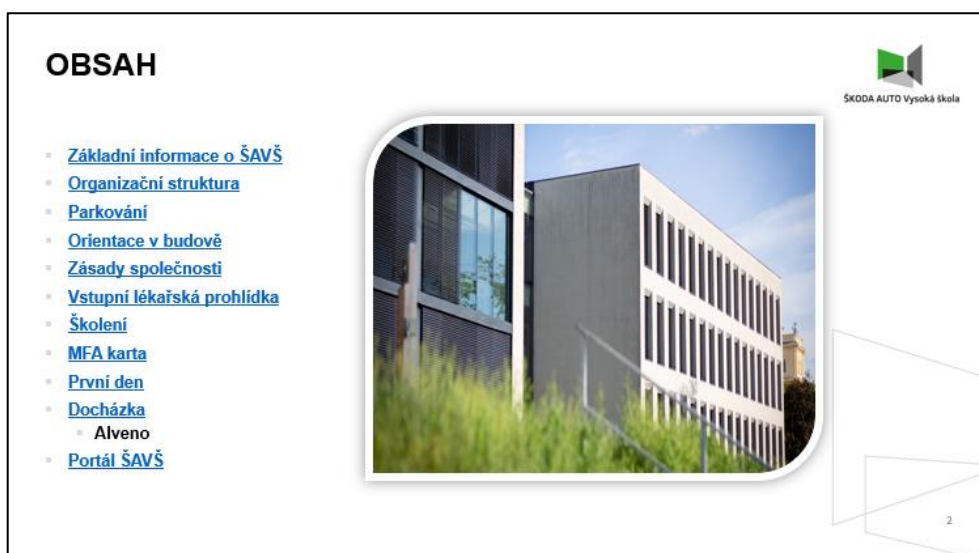 OBSAH
ŠKODA AUTO Vysoká škola
Základní informace o ŠAVŠ
Organizační struktura
Parkování
Orientace v budově
Zásady společnosti
Vstupní lékařská prohlídka
Školení
MFA karta
První den
Docházka
Alveno
Portál ŠAVŠ
2